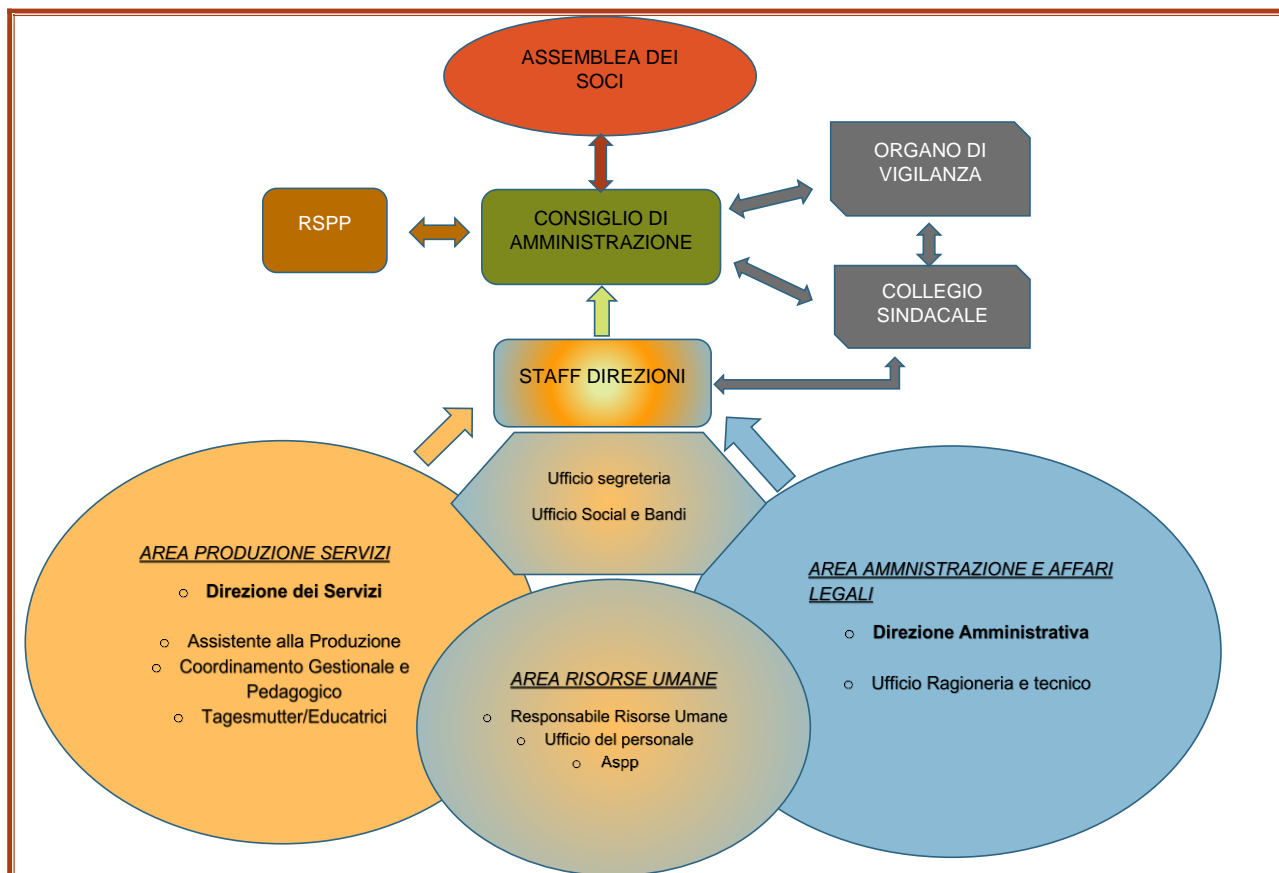 ASSEMBLEA DEI
SOCI
ORGANO DI
VIGILANZA
RSPP
CONSIGLIO DI
AMMINISTRAZIONE
COLLEGIO
SINDACALE
STAFF DIREZIONI
Ufficio segreteria
Ufficio Social e Bandi
AREA PRODUZIONE SERVIZI
○ Direzione dei Servizi
○ Assistente alla Produzione
○ Coordinamento Gestionale e
Pedagogico
○ Tagesmutter/Educatrici
AREA AMMNISTRAZIONE E AFFARI
LEGALI
○ Direzione Amministrativa
○ Ufficio Ragioneria e tecnico
AREA RISORSE UMANE
○ Responsabile Risorse Umane
○ Ufficio del personale
○ Aspp